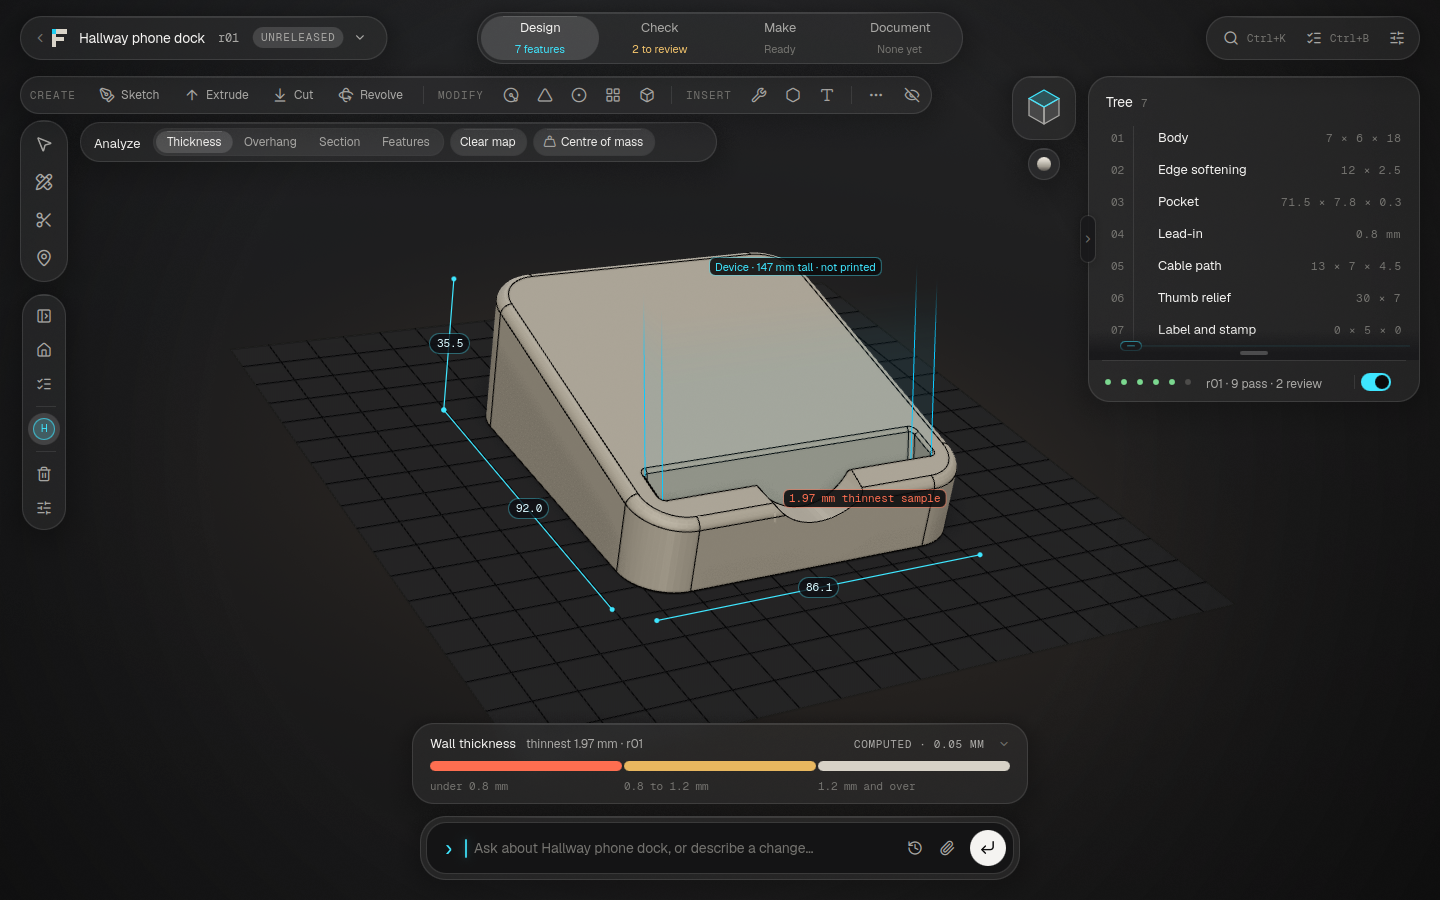 Hallway phone dock r01 UNRELEASED
Design
7 features
Check
2 to review
Make
Ready
Document
None yet
Ctrl+K Ctrl+B
CREATE Sketch Extrude Cut Revolve MODIFY INSERT
Analyze Thickness Overhang Section Features Clear map Centre of mass
Tree 7
01 Body 7 × 6 × 18
02 Edge softening 12 × 2.5
03 Pocket 71.5 × 7.8 × 0.3
04 Lead-in 0.8 mm
05 Cable path 13 × 7 × 4.5
06 Thumb relief 30 × 7
07 Label and stamp 0 × 5 × 0
r01 · 9 pass · 2 review
H
Device · 147 mm tall · not printed
35.5
1.97 mm thinnest sample
92.0
86.1
Wall thickness thinnest 1.97 mm · r01 COMPUTED · 0.05 MM
under 0.8 mm 0.8 to 1.2 mm 1.2 mm and over
Ask about Hallway phone dock, or describe a change...